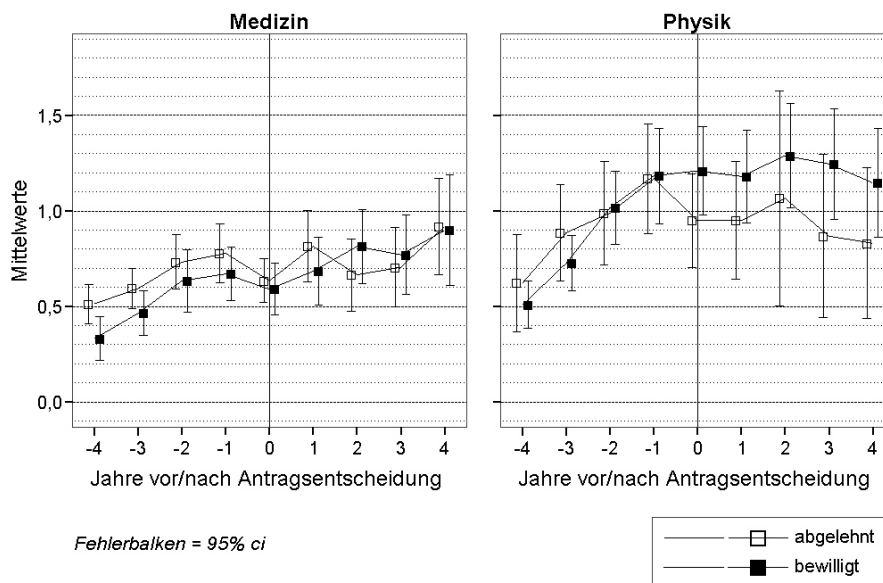 Medizin
Physik
Mittelwerte
1,5
1,0
0,5
0,0
-4 -3 -2 -1 0 1 2 3 4
-4 -3 -2 -1 0 1 2 3 4
Jahre vor/nach Antragsentscheidung
Jahre vor/nach Antragsentscheidung
Fehlerbalken = 95% ci
abgelehnt
bewilligt